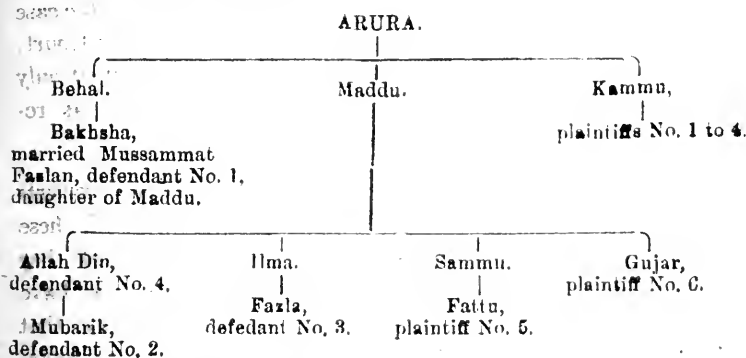 ARURA.
Behal. Maddu. Kammu,
Bakhsha, plaintiffs No. 1 to 4.
married Mussammat
Fazlan, defendant No. 1,
daughter of Maddu.
Allah Din, Ilma. Sammu. Gujar,
defendant No. 4. plaintiff No. 6.
Fazla, Fattu,
Mubarik, defedant No. 3. plaintiff No. 5.
defendant No. 2.